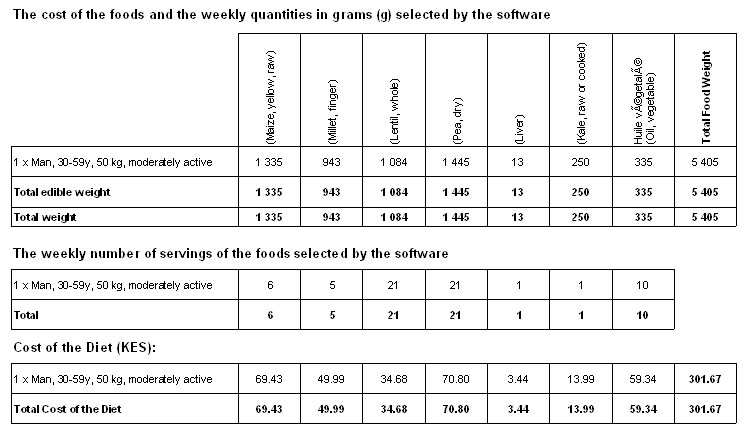 The cost of the foods and the weekly quantities in grams (g) selected by the software
(Maize, yellow, raw) (Millet, finger) (Lentil, whole) (Pea, dry) (Liver) (Kale, raw or cooked) Huile vÃ©getalÃ© (Oil, vegetable) Total Food Weight
1 x Man, 30-59y, 50 kg, moderately active 1 335 943 1 084 1 445 13 250 335 5 405
Total edible weight 1 335 943 1 084 1 445 13 250 335 5 405
Total weight 1 335 943 1 084 1 445 13 250 335 5 405
The weekly number of servings of the foods selected by the software
1 x Man, 30-59y, 50 kg, moderately active 6 5 21 21 1 1 10
Total 6 5 21 21 1 1 10
Cost of the Diet (KES):
1 x Man, 30-59y, 50 kg, moderately active 69.43 49.99 34.68 70.80 3.44 13.99 59.34 301.67
Total Cost of the Diet 69.43 49.99 34.68 70.80 3.44 13.99 59.34 301.67